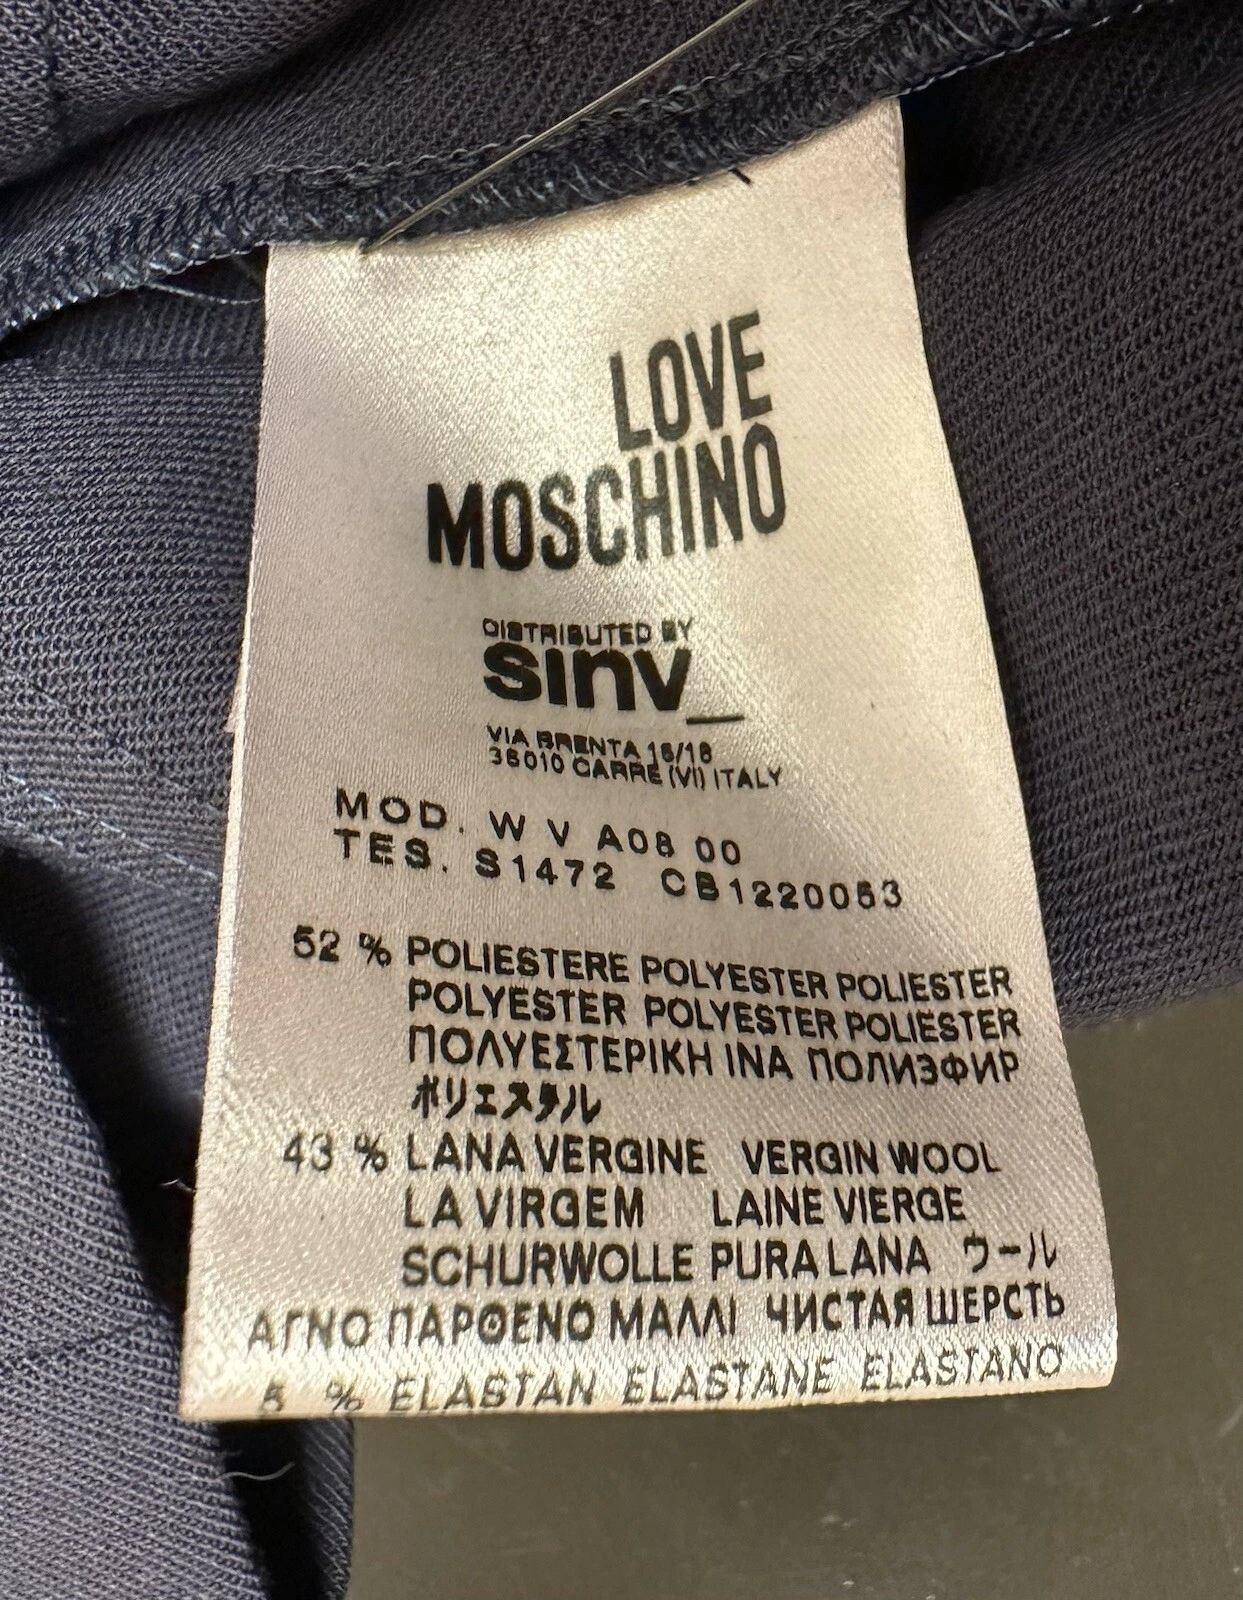 LOVE
MOSCHINO
DISTRIBUTED BY
sinv_
VIA BRENTA 16/18
36010 CARRE (VI) ITALY
MOD. W V A08 00
TES. S1472 CB1220053
52 % POLIESTERE POLYESTER POLIESTER
POLYESTER POLYESTER POLIESTER
ΠΟΛΥΕΣΤΕΡΙΚΗ ΙΝΑ ПОЛИЭФИР
ポリエステル
43 % LANA VERGINE VERGIN WOOL
LA VIRGEM LAINE VIERGE
SCHURWOLLE PURA LANA ウール
ΑΓΝΟ ΠΑΡΘΕΝΟ ΜΑΛΛΙ ЧИСТАЯ ШЕРСТЬ
5 % ELASTAN ELASTANE ELASTANO